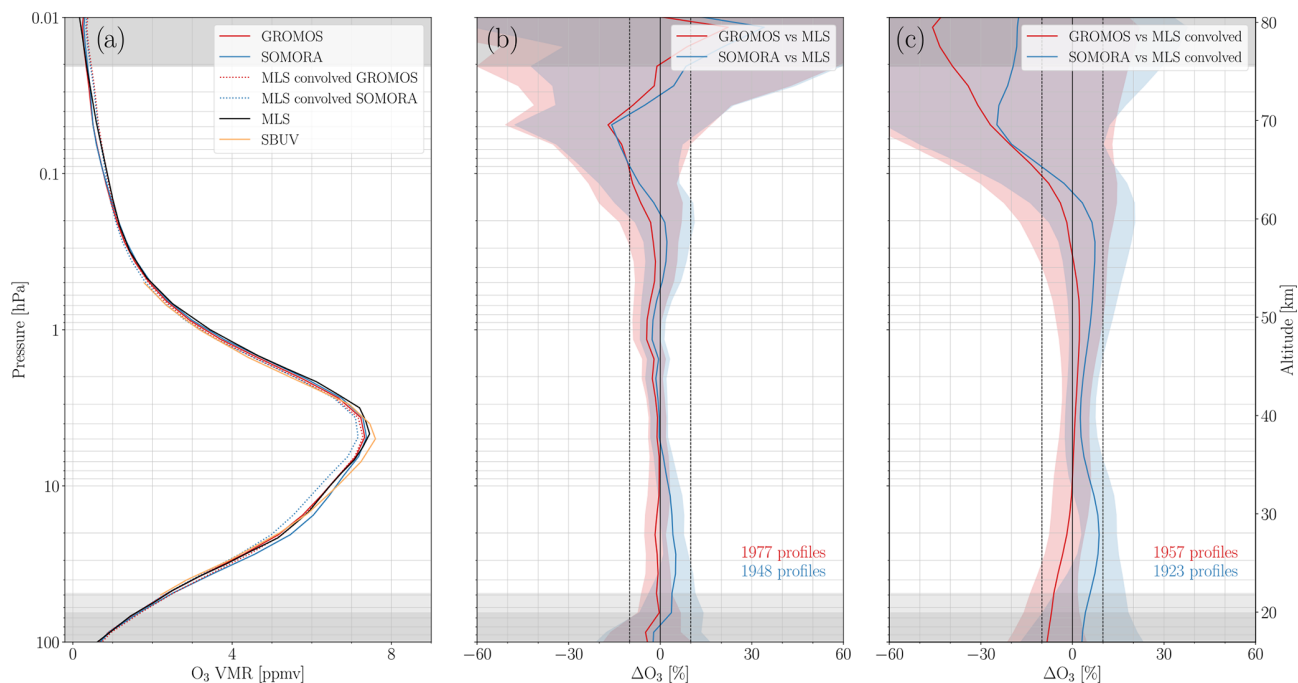 (a)
GROMOS
SOMORA
MLS convolved GROMOS
MLS convolved SOMORA
MLS
SBUV
0.01
0.1
1
10
100
Pressure [hPa]
0
4
8
O₃ VMR [ppmv]
(b)
GROMOS vs MLS
SOMORA vs MLS
1977 profiles
1948 profiles
−60
−30
0
30
60
ΔO₃ [%]
(c)
GROMOS vs MLS convolved
SOMORA vs MLS convolved
1957 profiles
1923 profiles
−60
−30
0
30
60
ΔO₃ [%]
80
70
60
50
40
30
20
Altitude [km]